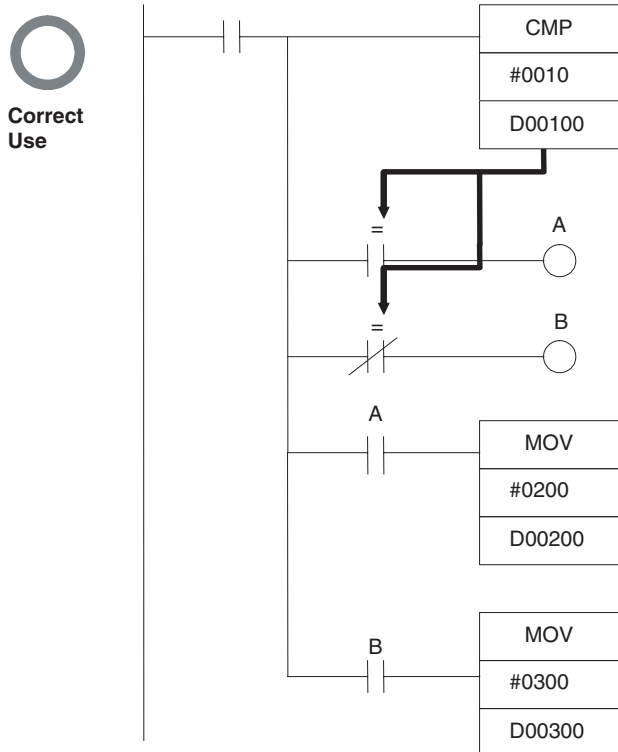 CMP
#0010
Correct
Use
D00100
=
A
=
B
A
MOV
#0200
D00200
B
MOV
#0300
D00300